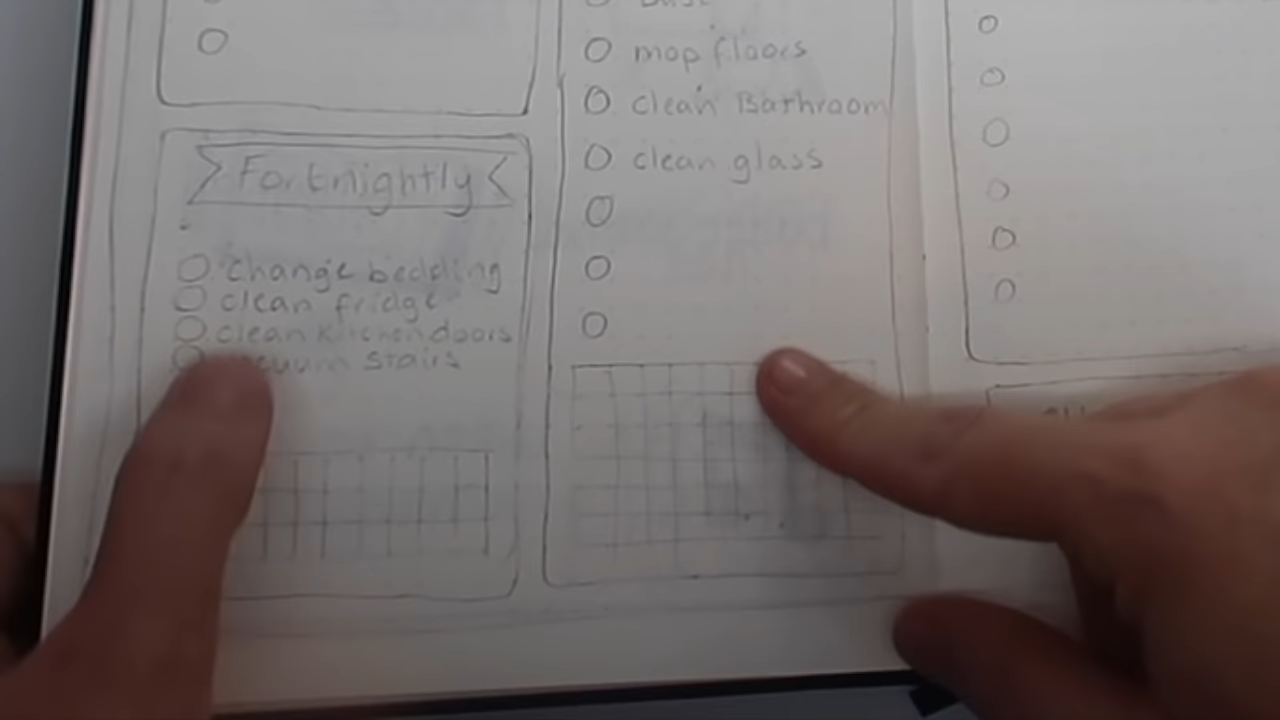 Fortnightly
change bedding
clean fridge
clean kitchen doors
stairs
mop floors
clean Bathroom
clean glass